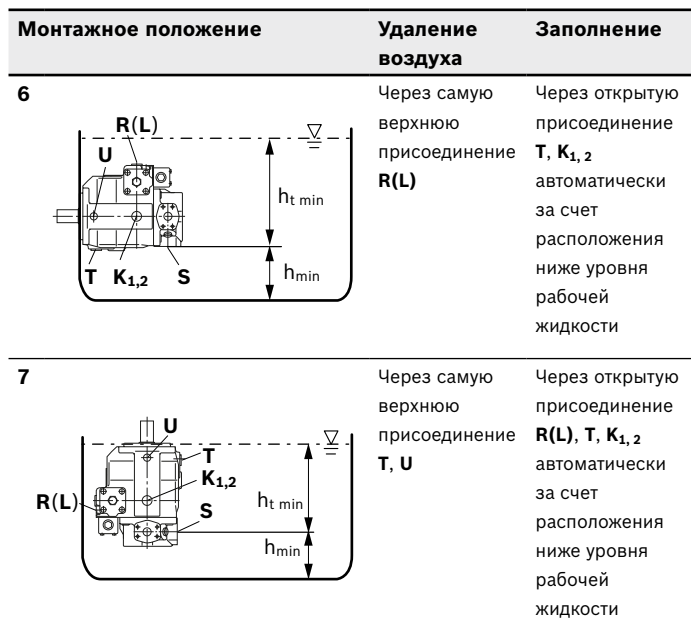 Монтажное положение
Удаление воздуха
Заполнение
6
R(L)
U
h t min
T K1,2 S
h min
Через самую
верхнюю
присоединение
R(L)
Через открытую
присоединение
T, K1, 2
автоматически
за счет
расположения
ниже уровня
рабочей
жидкости
7
U
T
K1,2
R(L)
S
h t min
h min
Через самую
верхнюю
присоединение
T, U
Через открытую
присоединение
R(L), T, K1, 2
автоматически
за счет
расположения
ниже уровня
рабочей
жидкости